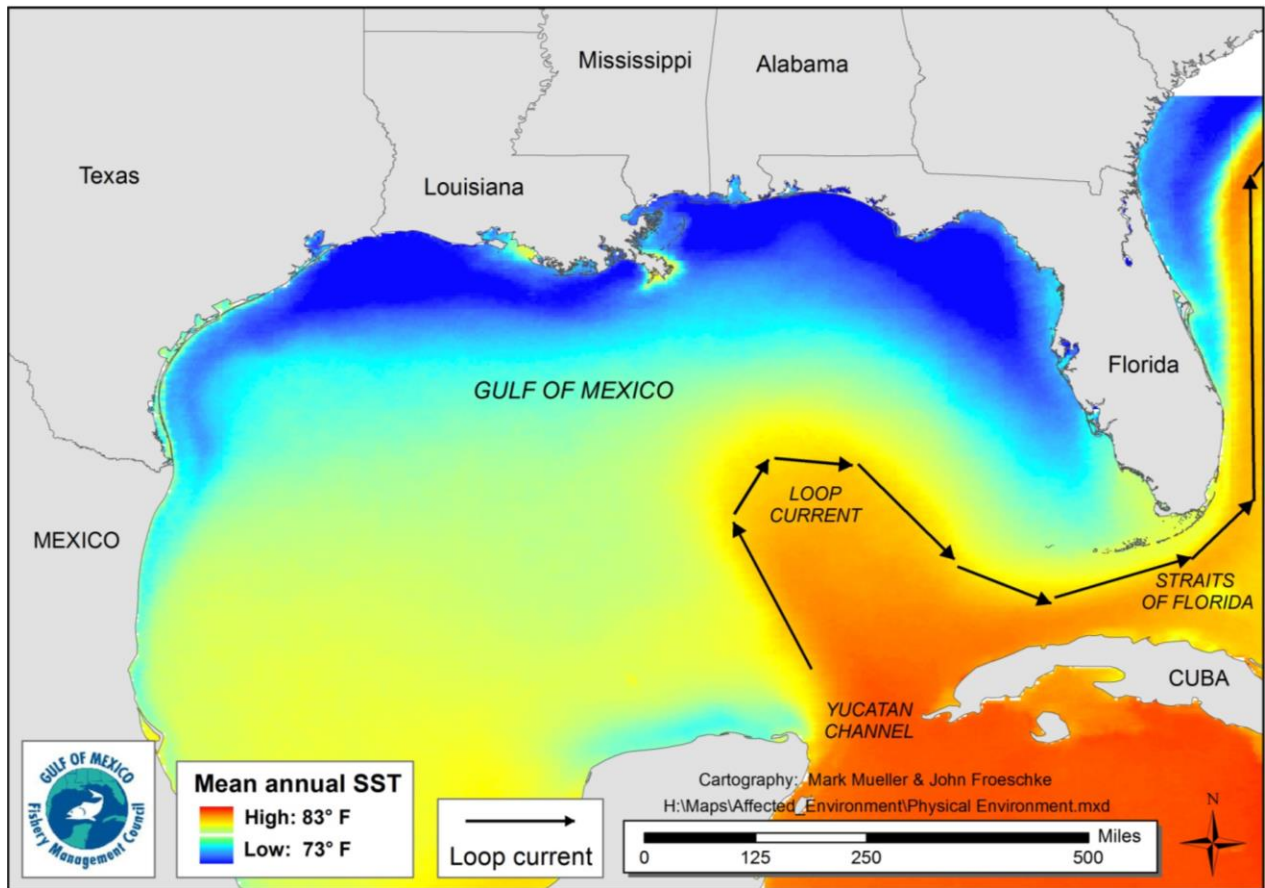 Mississippi
Alabama
Texas
Louisiana
GULF OF MEXICO
Florida
LOOP
CURRENT
MEXICO
STRAITS
OF FLORIDA
CUBA
YUCATAN
CHANNEL
GULF OF MEXICO
Fishery Management Council
Mean annual SST
High: 83° F
Low: 73° F
Loop current
Cartography: Mark Mueller & John Froeschke
H:\Maps\Affected_Environment\Physical Environment.mxd
Miles
0 125 250 500
N